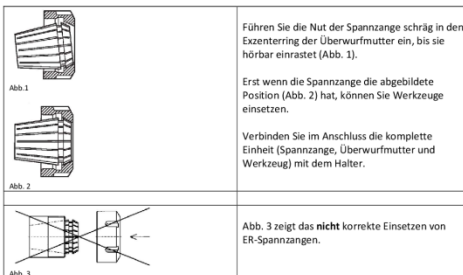 Führen Sie die Nut der Spannzange schräg in den
Exzenterring der Überwurfmutter ein, bis sie
hörbar einrastet (Abb. 1).
Abb.1
Erst wenn die Spannzange die abgebildete
Position (Abb. 2) hat, können Sie Werkzeuge
einsetzen.
Verbinden Sie im Anschluss die komplette
Einheit (Spannzange, Überwurfmutter und
Werkzeug) mit dem Halter.
Abb. 2
Abb. 3 zeigt das nicht korrekte Einsetzen von
ER-Spannzangen.
Abb. 3